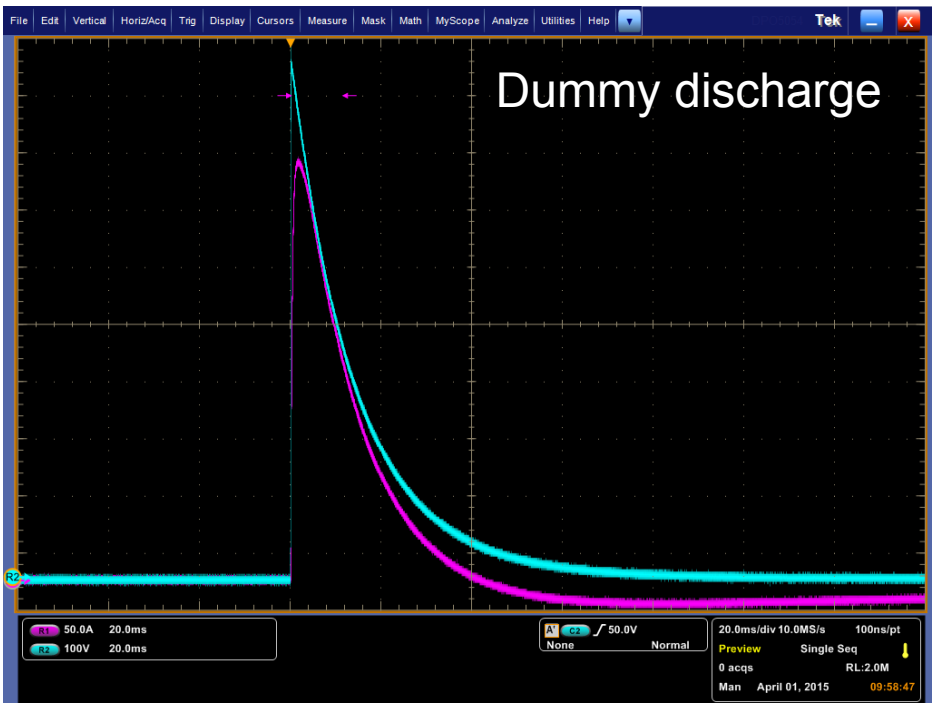 File Edit Vertical Horiz/Acq Trig Display Cursors Measure Mask Math MyScope Analyze Utilities Help Tek X
Dummy discharge
R2
R1 50.0A 20.0ms
R2 100V 20.0ms
A' C2 50.0V
None Normal
20.0ms/div 10.0MS/s 100ns/pt
Preview Single Seq
0 acqs RL:2.0M
Man April 01, 2015 09:58:47